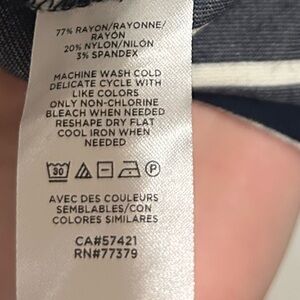 77% RAYON/RAYONNE/
RAYÓN
20% NYLON/NILÓN
3% SPANDEX
MACHINE WASH COLD
DELICATE CYCLE WITH
LIKE COLORS
ONLY NON-CHLORINE
BLEACH WHEN NEEDED
RESHAPE DRY FLAT
COOL IRON WHEN
NEEDED
30 P
AVEC DES COULEURS
SEMBLABLES/CON
COLORES SIMILARES
CA#57421
RN#77379